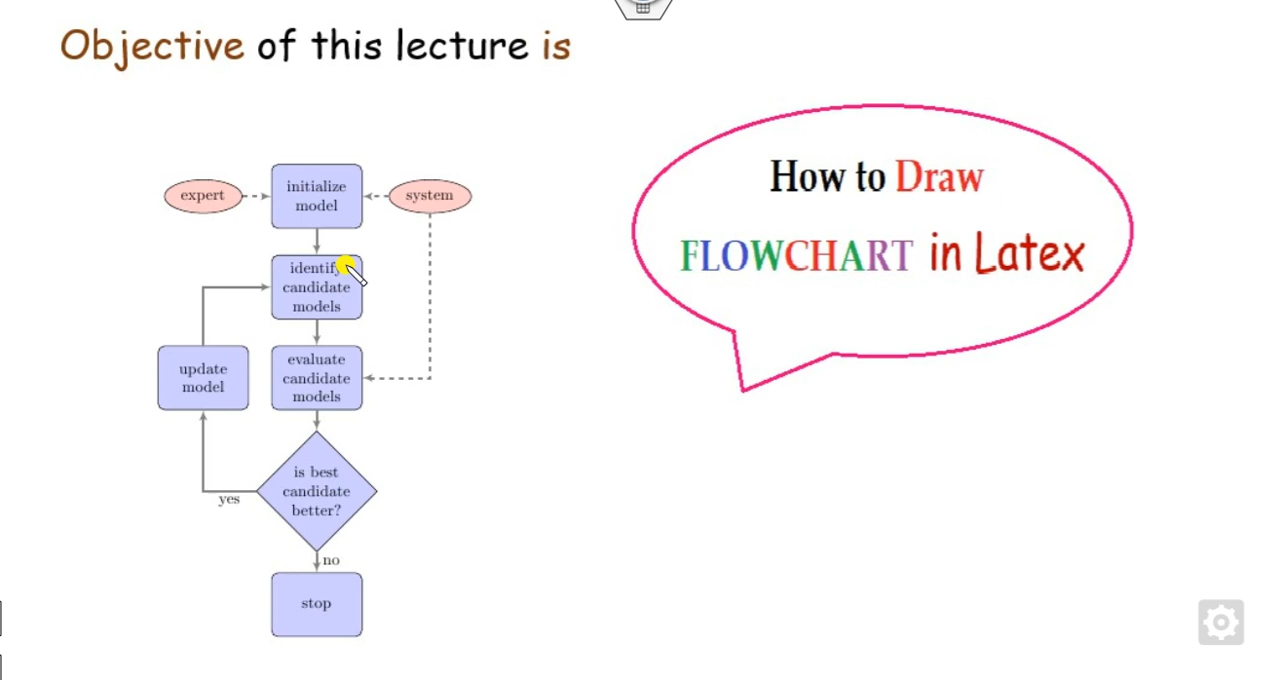 Objective of this lecture is
expert
initialize
model
system
identify
candidate
models
update
model
evaluate
candidate
models
is best
candidate
better?
yes
no
stop
How to Draw
FLOWCHART in Latex